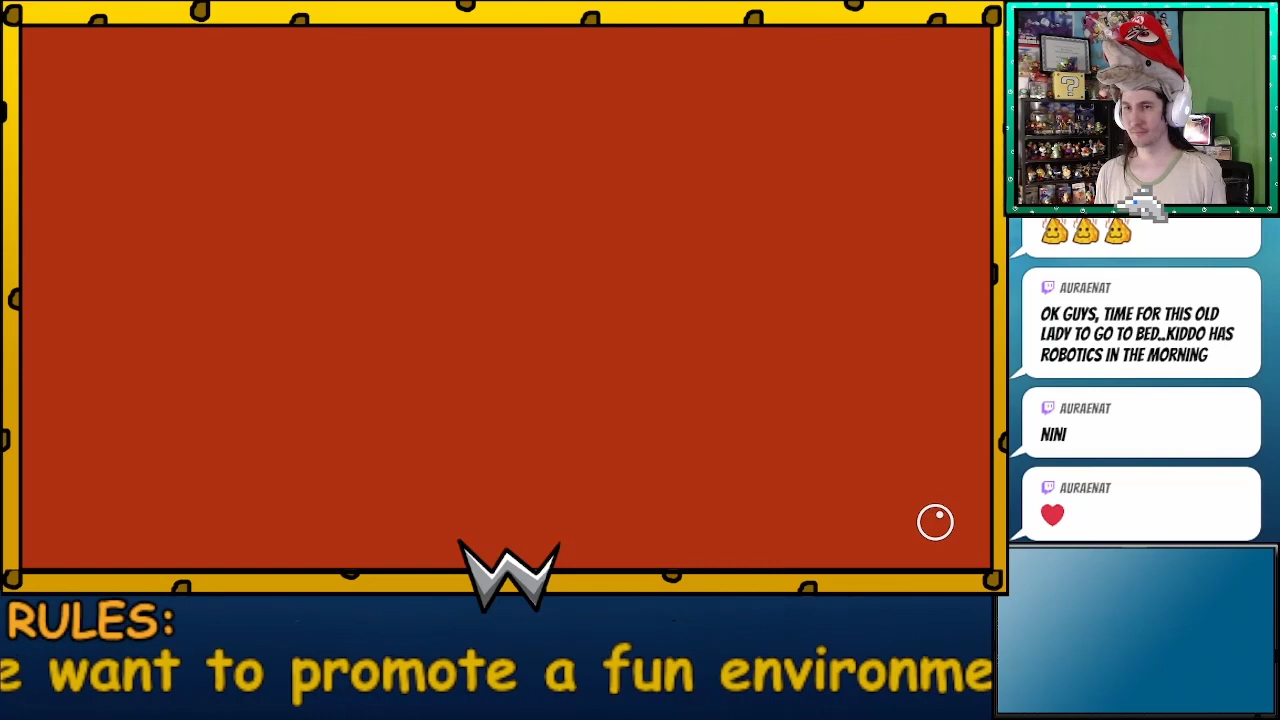 AURAENAT
OK GUYS, TIME FOR THIS OLD
LADY TO GO TO BED...KIDDO HAS
ROBOTICS IN THE MORNING
AURAENAT
NINI
AURAENAT
W
RULES:
e want to promote a fun environme